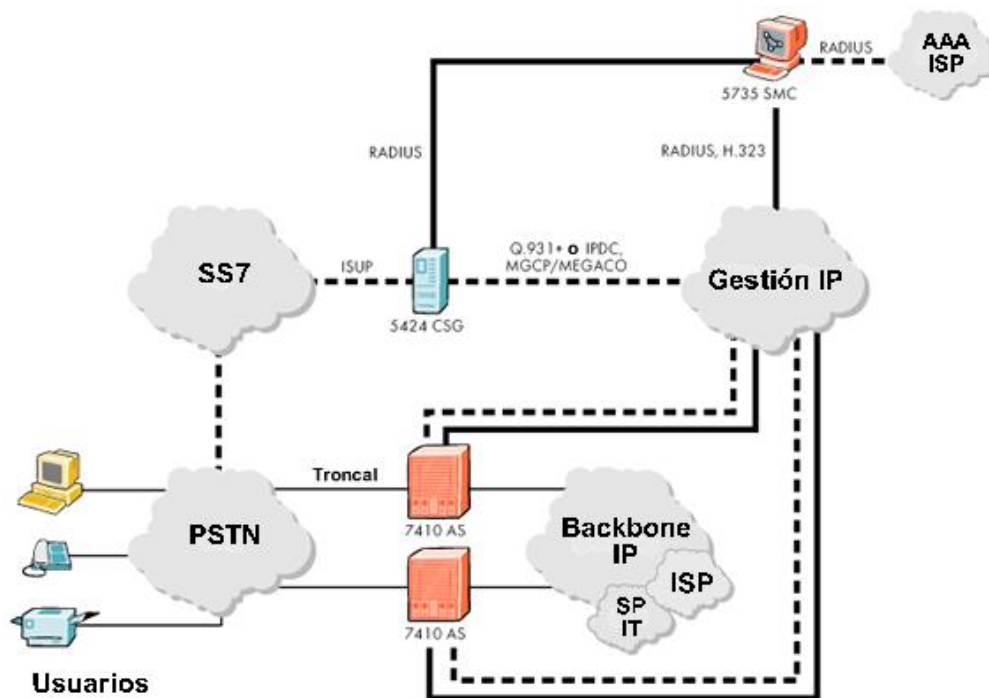 RADIUS
AAA
ISP
5735 SMC
RADIUS
RADIUS, H.323
SS7
ISUP
Q.931+ o IPDC,
MGCP/MEGACO
Gestión IP
5424 CSG
Troncal
PSTN
7410 AS
Backbone
IP
ISP
SP
IT
7410 AS
Usuarios